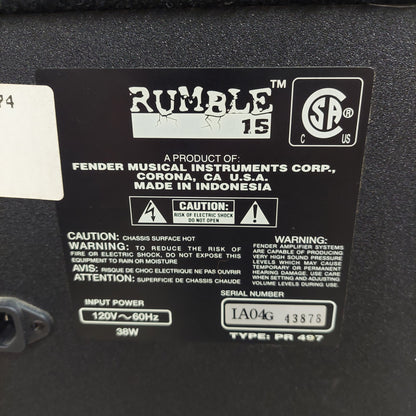 P4
RUMBLE™
15
C SA ® US
A PRODUCT OF:
FENDER MUSICAL INSTRUMENTS CORP.,
CORONA, CA U.S.A.
MADE IN INDONESIA
CAUTION:
RISK OF ELECTRIC SHOCK
DO NOT OPEN
CAUTION: CHASSIS SURFACE HOT
WARNING: TO REDUCE THE RISK OF
FIRE OR ELECTRIC SHOCK, DO NOT EXPOSE THIS
EQUIPMENT TO RAIN OR MOISTURE
AVIS: RISQUE DE CHOC ELECTRIQUE NE PAS OUVRIR
ATTENTION: SUPERFICIE DE CHASSIS CHAUDE
WARNING:
FENDER AMPLIFIER SYSTEMS
ARE CAPABLE OF PRODUCING
VERY HIGH SOUND PRESSURE
LEVELS WHICH MAY CAUSE
TEMPORARY OR PERMANENT
HEARING DAMAGE. USE CARE
WHEN SETTING AND ADJUSTING
VOLUME LEVELS DURING USE.
INPUT POWER
120V~60Hz
38W
SERIAL NUMBER
IA04G 43878
TYPE: PR 497